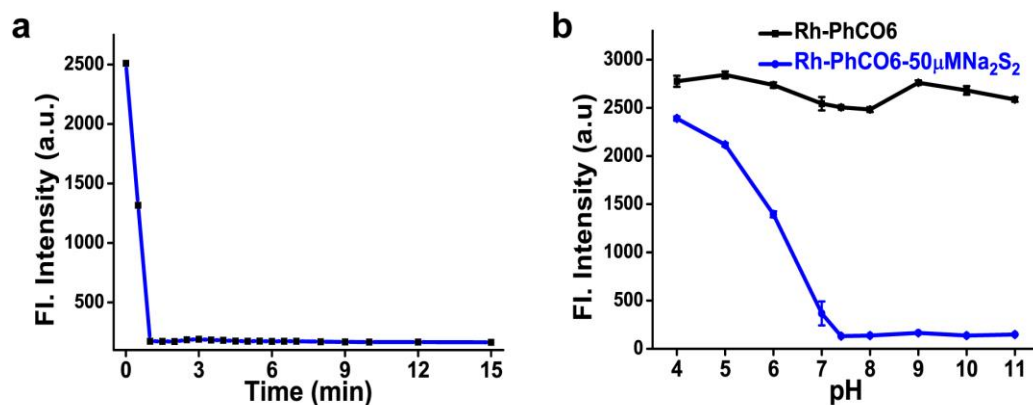 a
Fl. Intensity (a.u.)
2500
2000
1500
1000
500
0 3 6 9 12 15
Time (min)
b
Rh-PhCO6
Rh-PhCO6-50μMNa₂S₂
Fl. Intensity (a.u)
3000
2500
2000
1500
1000
500
0
4 5 6 7 8 9 10 11
pH